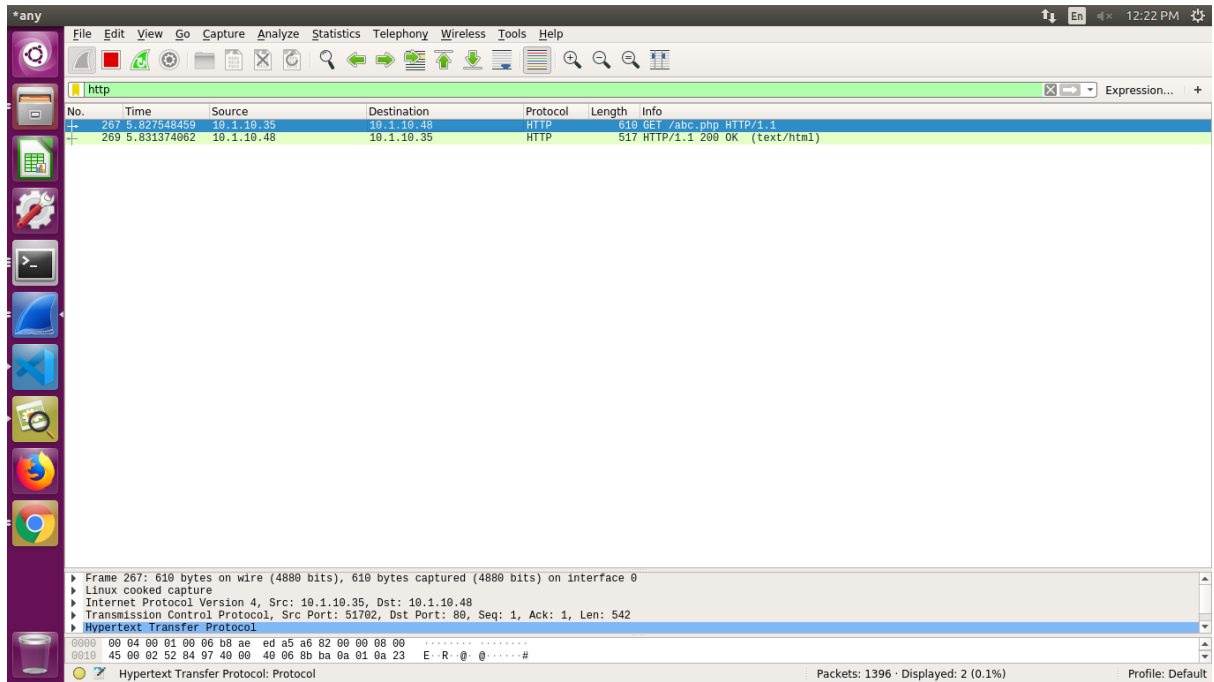 *any
En 12:22 PM
File Edit View Go Capture Analyze Statistics Telephony Wireless Tools Help
http Expression... +
No. Time Source Destination Protocol Length Info
267 5.827548459 10.1.10.35 10.1.10.48 HTTP 610 GET /abc.php HTTP/1.1
269 5.831374062 10.1.10.48 10.1.10.35 HTTP 517 HTTP/1.1 200 OK (text/html)
Frame 267: 610 bytes on wire (4880 bits), 610 bytes captured (4880 bits) on interface 0
Linux cooked capture
Internet Protocol Version 4, Src: 10.1.10.35, Dst: 10.1.10.48
Transmission Control Protocol, Src Port: 51702, Dst Port: 80, Seq: 1, Ack: 1, Len: 542
Hypertext Transfer Protocol
0000 00 04 00 01 00 06 b8 ae ed a5 a6 82 00 00 08 00 ········ ········
0010 45 00 02 52 84 97 40 00 40 06 8b ba 0a 01 0a 23 E··R··@· @······#
Hypertext Transfer Protocol: Protocol Packets: 1396 · Displayed: 2 (0.1%) Profile: Default